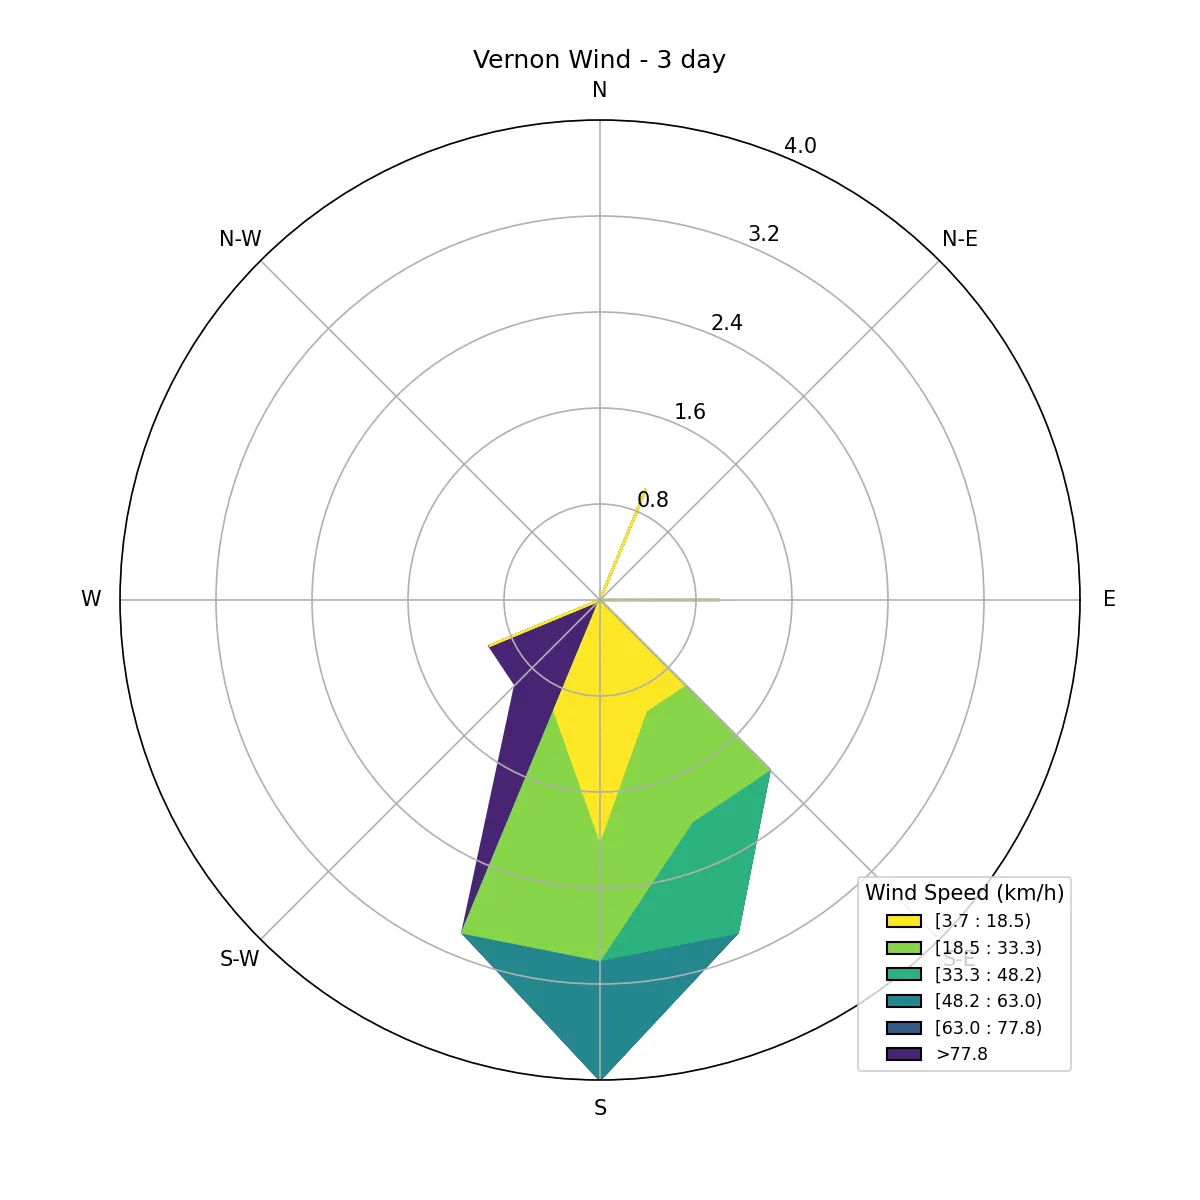 Vernon Wind - 3 day
N
4.0
N-W
3.2
N-E
2.4
1.6
0.8
W
E
Wind Speed (km/h)
[3.7 : 18.5)
[18.5 : 33.3)
S-W
S-E
[33.3 : 48.2)
[48.2 : 63.0)
[63.0 : 77.8)
>77.8
S